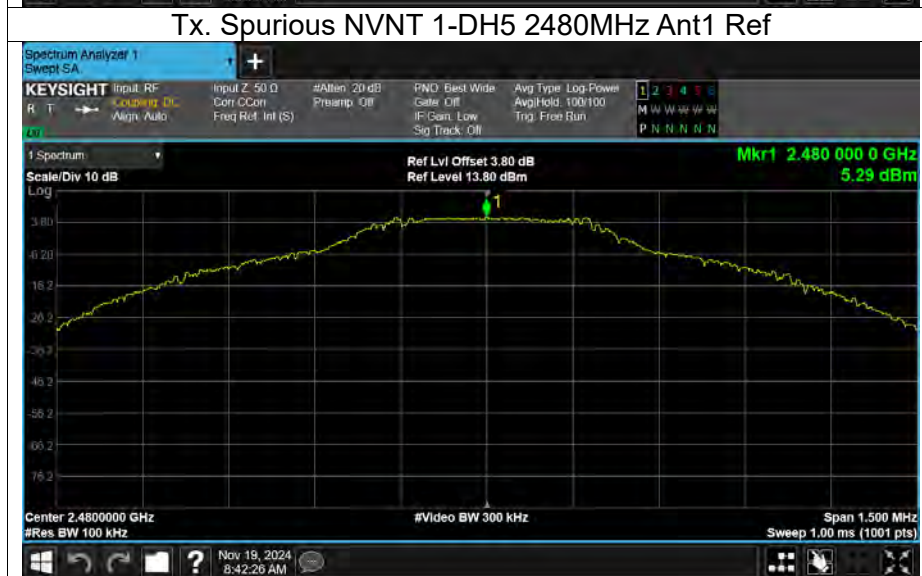 Tx. Spurious NVNT 1-DH5 2480MHz Ant1 Ref
Spectrum Analyzer 1
Swept SA
+
KEYSIGHT Input: RF Input Z: 50 Ω #Atten: 20 dB PNO: Best Wide Avg Type: Log-Power 1 2 3 4 5 6
R T Coupling: DC Corr CCorr Preamp: Off Gate: Off Avg|Hold: 100/100 M W W W W W
Align: Auto Freq Ref: Int (S) IF Gain: Low Trig: Free Run
Sig Track: Off P N N N N N
1 Spectrum Ref Lvl Offset 3.80 dB Mkr1 2.480 000 0 GHz
Scale/Div 10 dB Ref Level 13.80 dBm 5.29 dBm
Log
1
3.80
-6.20
-16.2
-26.2
-36.2
-46.2
-56.2
-66.2
-76.2
Center 2.4800000 GHz #Video BW 300 kHz Span 1.500 MHz
#Res BW 100 kHz Sweep 1.00 ms (1001 pts)
? Nov 19, 2024
8:42:26 AM